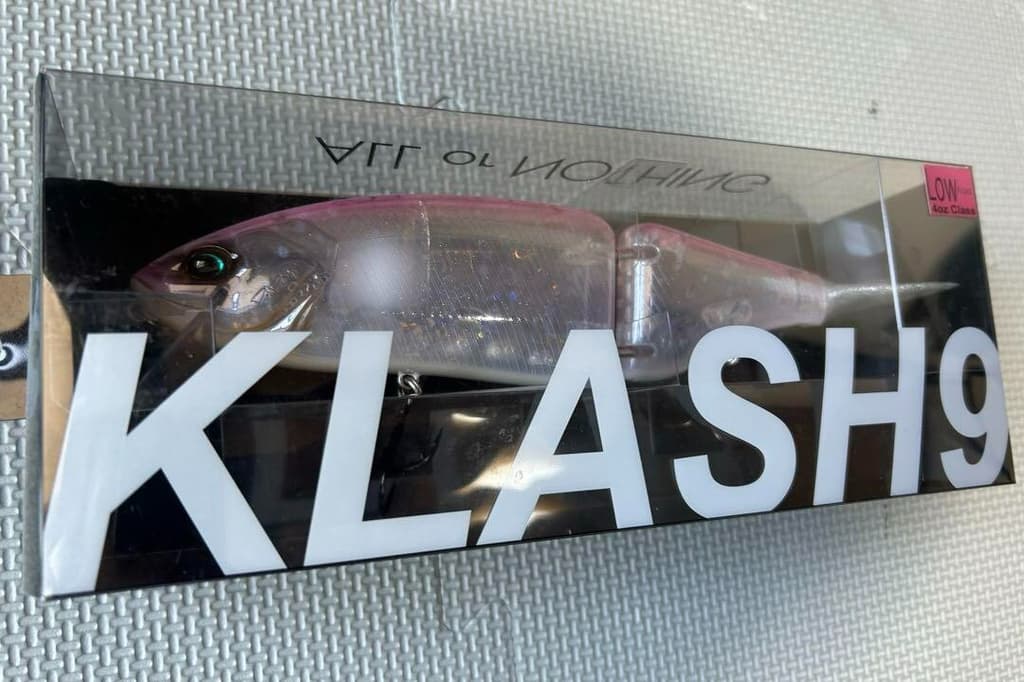 ALL or NOTHING
LOW
4oz Class
KLASH9